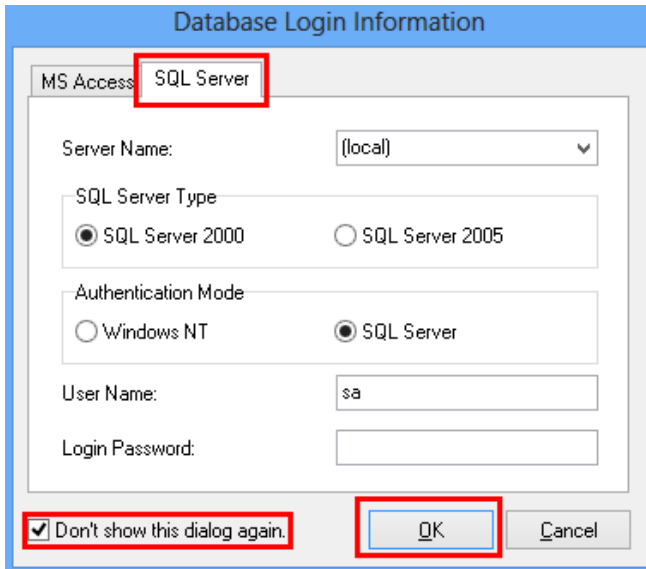 Database Login Information
MS Access SQL Server
Server Name: (local)
SQL Server Type
SQL Server 2000 SQL Server 2005
Authentication Mode
Windows NT SQL Server
User Name: sa
Login Password:
Don't show this dialog again. OK Cancel